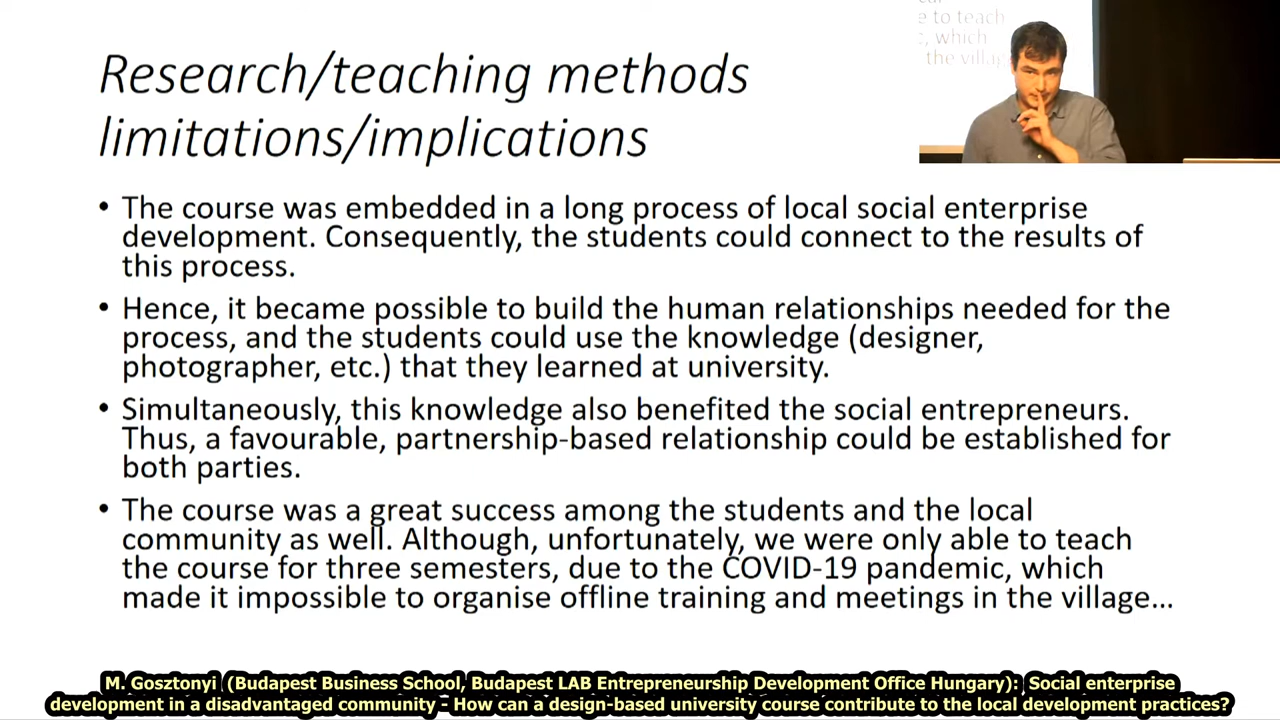 Research/teaching methods
limitations/implications
• The course was embedded in a long process of local social enterprise
development. Consequently, the students could connect to the results of
this process.
• Hence, it became possible to build the human relationships needed for the
process, and the students could use the knowledge (designer,
photographer, etc.) that they learned at university.
• Simultaneously, this knowledge also benefited the social entrepreneurs.
Thus, a favourable, partnership-based relationship could be established for
both parties.
• The course was a great success among the students and the local
community as well. Although, unfortunately, we were only able to teach
the course for three semesters, due to the COVID-19 pandemic, which
made it impossible to organise offline training and meetings in the village...
e to teach
, which
the villag
M. Gosztonyi (Budapest Business School, Budapest LAB Entrepreneurship Development Office Hungary): Social enterprise
development in a disadvantaged community - How can a design-based university course contribute to the local development practices?